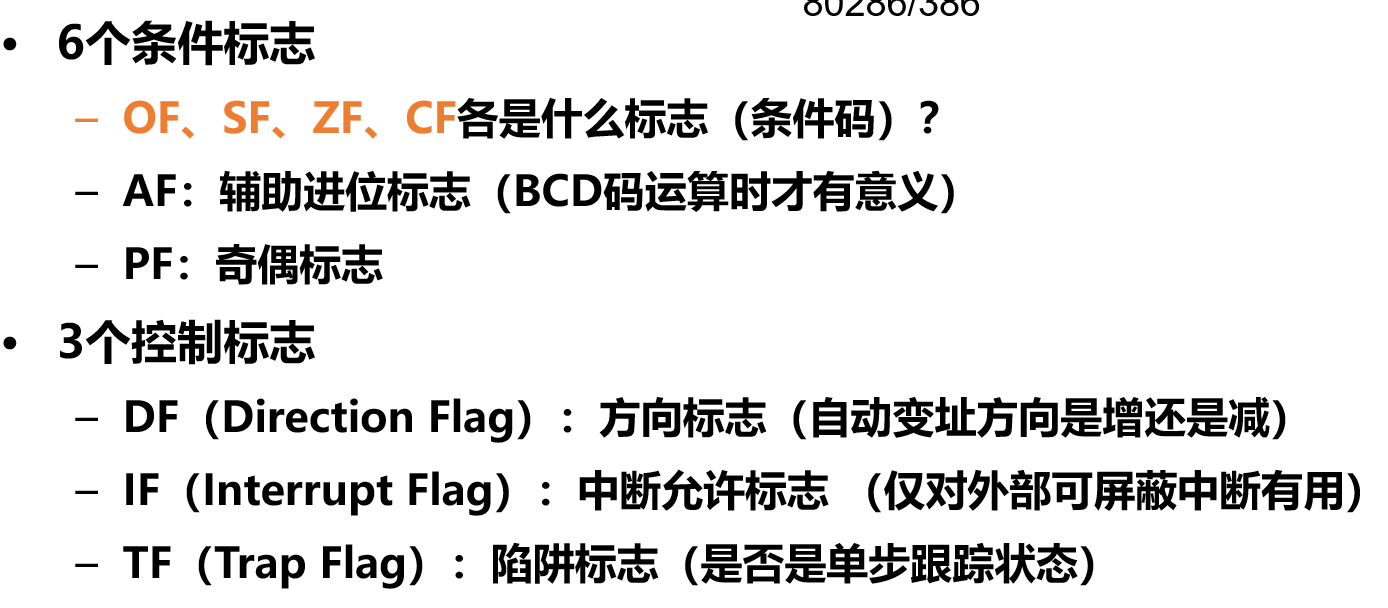 80286/386
• 6个条件标志
– OF、SF、ZF、CF各是什么标志（条件码）？
– AF：辅助进位标志（BCD码运算时才有意义）
– PF：奇偶标志
• 3个控制标志
– DF（Direction Flag）：方向标志（自动变址方向是增还是减）
– IF（Interrupt Flag）：中断允许标志 （仅对外部可屏蔽中断有用）
– TF（Trap Flag）：陷阱标志（是否是单步跟踪状态）